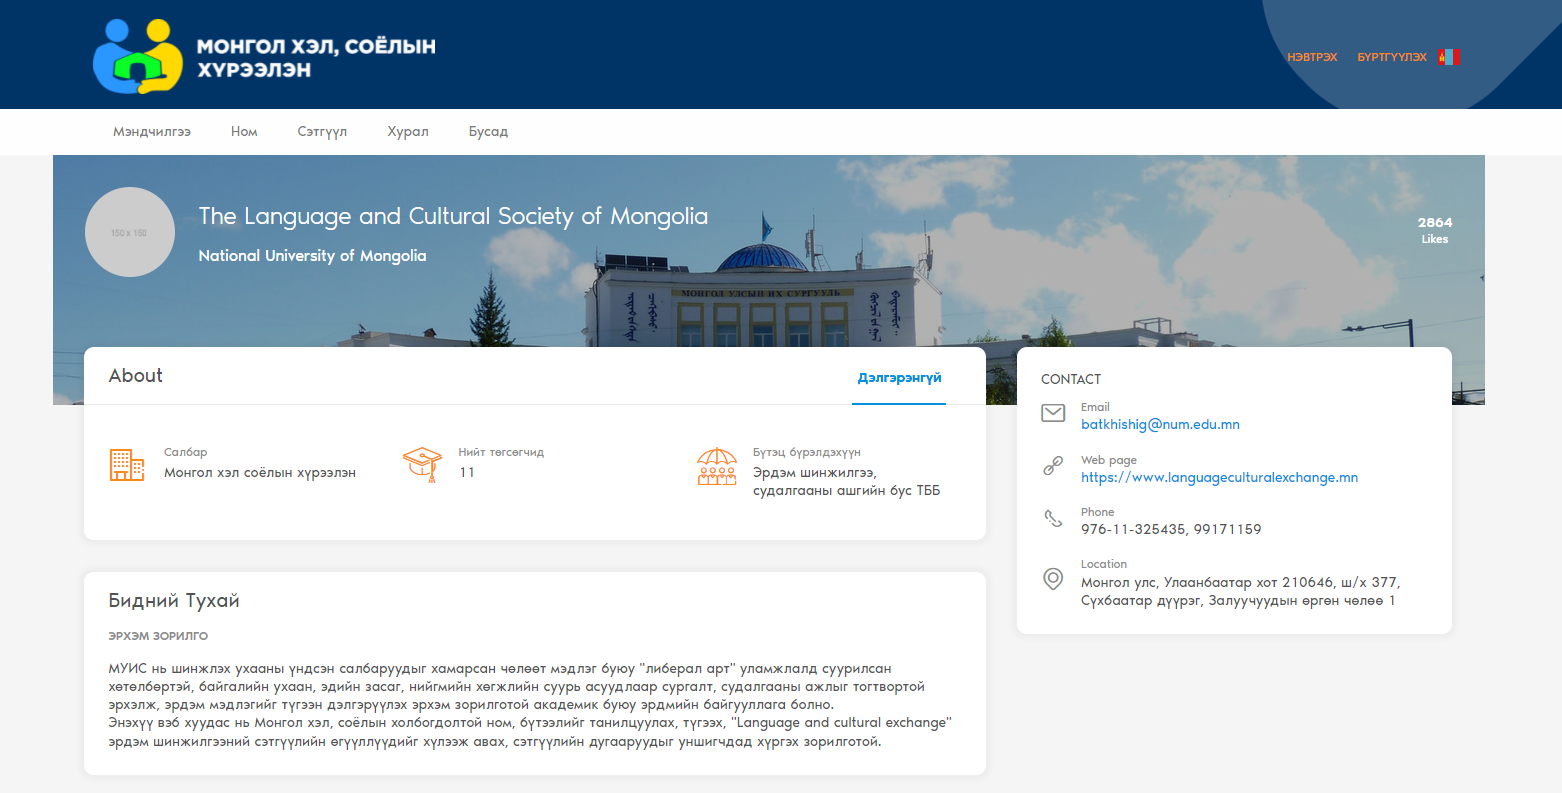 МОНГОЛ ХЭЛ, СОЁЛЫН
ХҮРЭЭЛЭН
НЭВТРЭХ БҮРТГҮҮЛЭХ
Мэндчилгээ Ном Сэтгүүл Хурал Бусад
150 x 150
The Language and Cultural Society of Mongolia
National University of Mongolia
2864
Likes
МОНГОЛ УЛСЫН ИХ СУРГУУЛЬ
About
Дэлгэрэнгүй
Салбар
Монгол хэл соёлын хүрээлэн
Нийт төгсөгчид
11
Бүтэц бүрэлдэхүүн
Эрдэм шинжилгээ,
судалгааны ашгийн бус ТББ
CONTACT
Email
batkhishig@num.edu.mn
Web page
https://www.languageculturalexchange.mn
Phone
976-11-325435, 99171159
Location
Монгол улс, Улаанбаатар хот 210646, ш/х 377,
Сүхбаатар дүүрэг, Залуучуудын өргөн чөлөө 1
Бидний Тухай
ЭРХЭМ ЗОРИЛГО
МУИС нь шинжлэх ухааны үндсэн салбаруудыг хамарсан чөлөөт мэдлэг буюу "либерал арт" уламжлалд суурилсан
хөтөлбөртэй, байгалийн ухаан, эдийн засаг, нийгмийн хөгжлийн суурь асуудлаар сургалт, судалгааны ажлыг тогтвортой
эрхэлж, эрдэм мэдлэгийг түгээн дэлгэрүүлэх эрхэм зорилготой академик буюу эрдмийн байгууллага болно.
Энэхүү вэб хуудас нь Монгол хэл, соёлын холбогдолтой ном, бүтээлийг танилцуулах, түгээх, "Language and cultural exchange"
эрдэм шинжилгээний сэтгүүлийн өгүүллүүдийг хүлээж авах, сэтгүүлийн дугааруудыг уншигчдад хүргэх зорилготой.